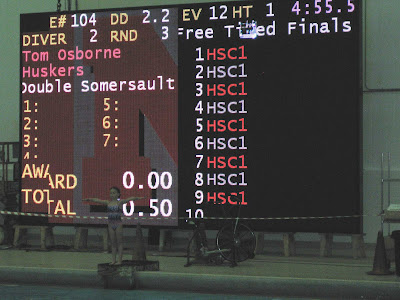 E# 104 DD 2.2
DIVER 2 RND 3
Tom Osborne
Huskers
Double Somersault
1: 5:
2: 6:
3: 7:
4:
AWARD 0.00
TOTAL 0.50
EV 12 HT 1 4:55.5
Free Timed Finals
1 HSC1
2 HSC1
3 HSC1
4 HSC1
5 HSC1
6 HSC1
7 HSC1
8 HSC1
9 HSC1
10